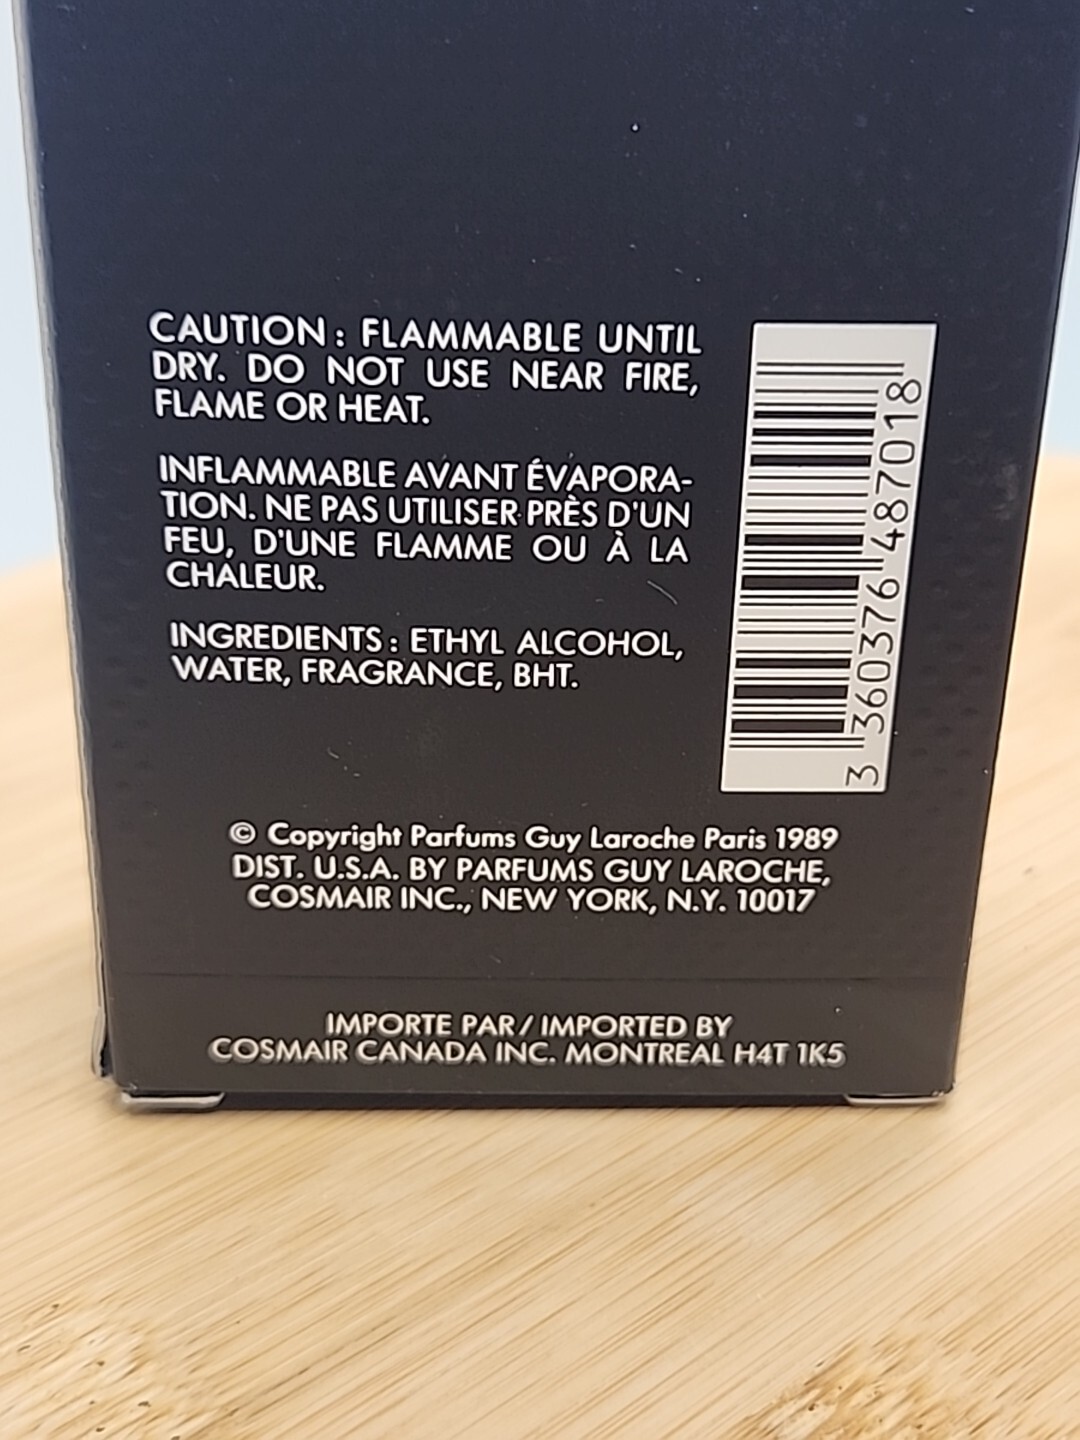 CAUTION : FLAMMABLE UNTIL
DRY. DO NOT USE NEAR FIRE,
FLAME OR HEAT.
INFLAMMABLE AVANT ÉVAPORA-
TION. NE PAS UTILISER PRÈS D'UN
FEU, D'UNE FLAMME OU À LA
CHALEUR.
INGREDIENTS : ETHYL ALCOHOL,
WATER, FRAGRANCE, BHT.
3 360376 487018
© Copyright Parfums Guy Laroche Paris 1989
DIST. U.S.A. BY PARFUMS GUY LAROCHE,
COSMAIR INC., NEW YORK, N.Y. 10017
IMPORTE PAR / IMPORTED BY
COSMAIR CANADA INC. MONTREAL H4T 1K5